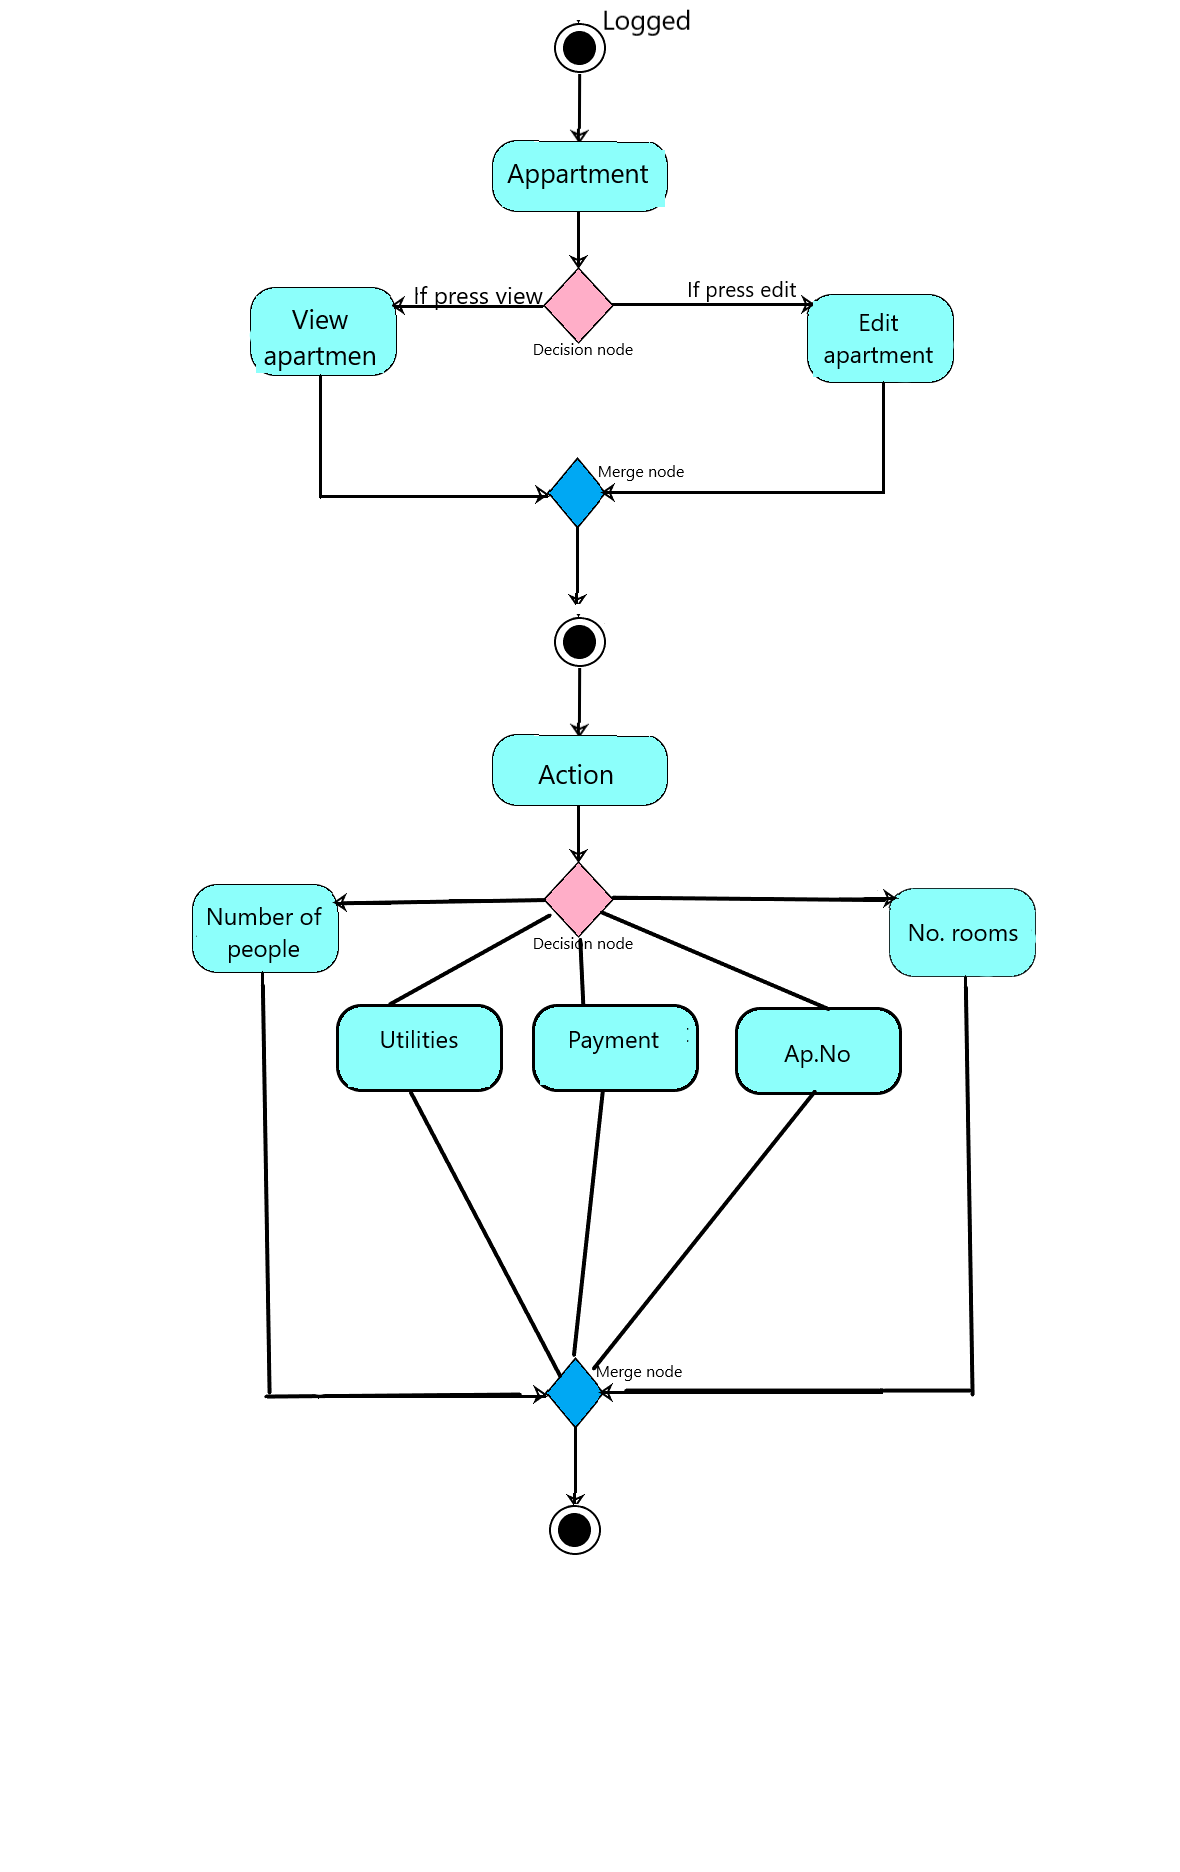 Logged
Appartment
If press view
If press edit
View
apartmen
Edit
apartment
Decision node
Merge node
Action
Number of
people
Decision node
No. rooms
Utilities
Payment
Ap.No
Merge node